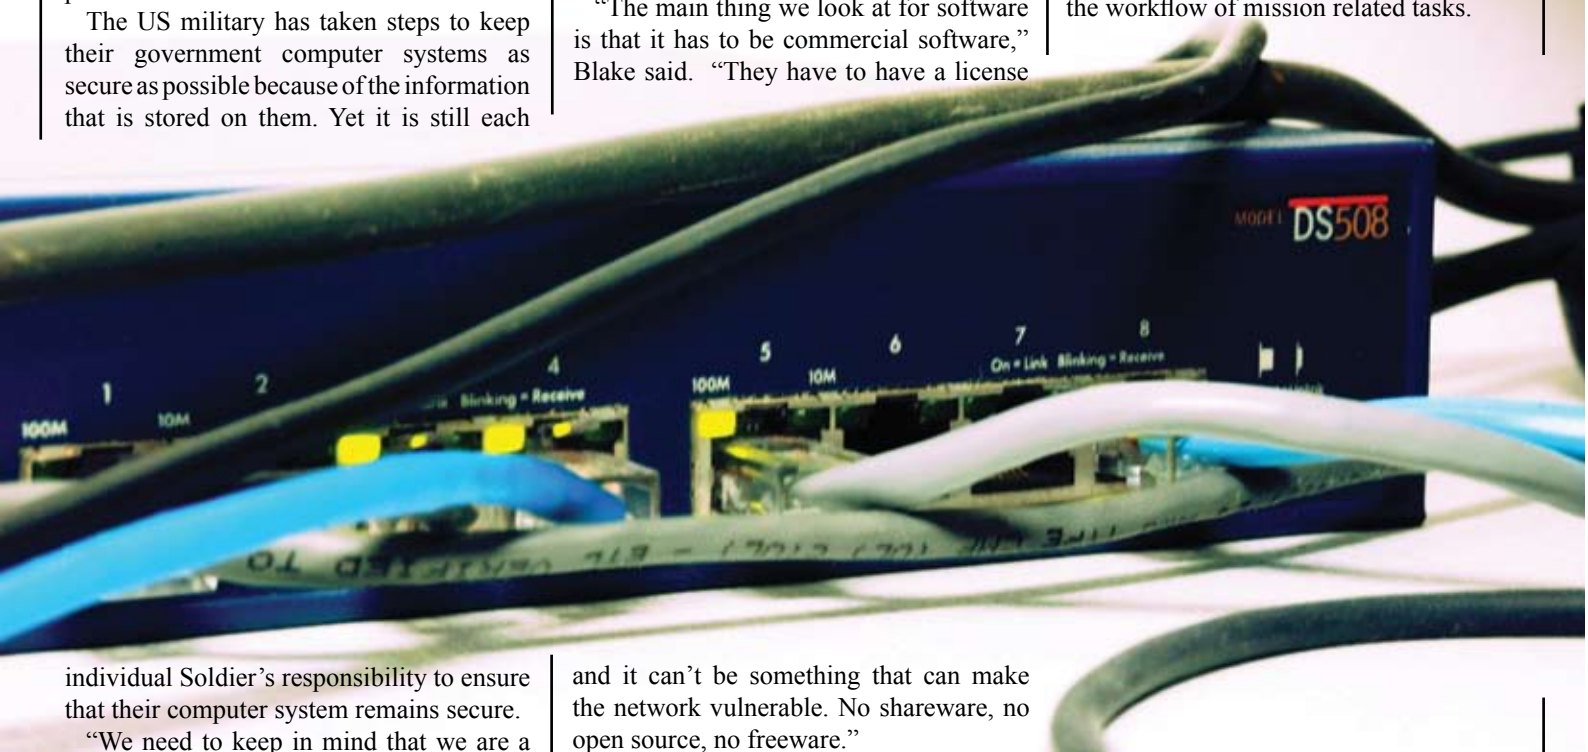 The US military has taken steps to keep
their government computer systems as
secure as possible because of the information
that is stored on them. Yet it is still each
individual Soldier’s responsibility to ensure
that their computer system remains secure.
“We need to keep in mind that we are a
“The main thing we look at for software
is that it has to be commercial software,”
Blake said.  “They have to have a license
and it can’t be something that can make
the network vulnerable. No shareware, no
open source, no freeware.”
the workflow of mission related tasks.
MODEL DS508
1
2
4
5
6
7
8
100M
10M
Blinking = Receive
100M
10M
On = Link Blinking = Receive
VERIFIED TO